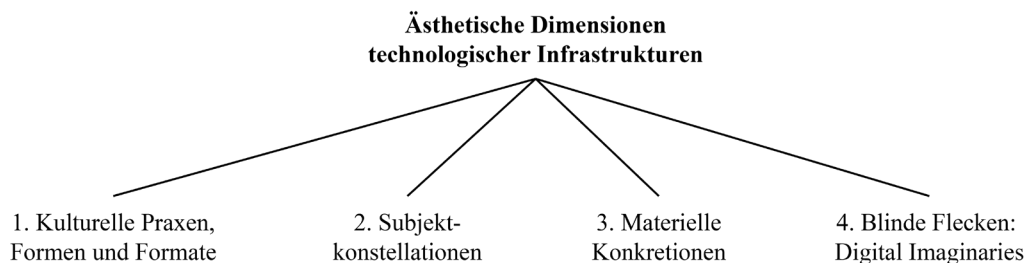 Ästhetische Dimensionen
technologischer Infrastrukturen
1. Kulturelle Praxen,
Formen und Formate
2. Subjekt-
konstellationen
3. Materielle
Konkretionen
4. Blinde Flecken:
Digital Imaginaries